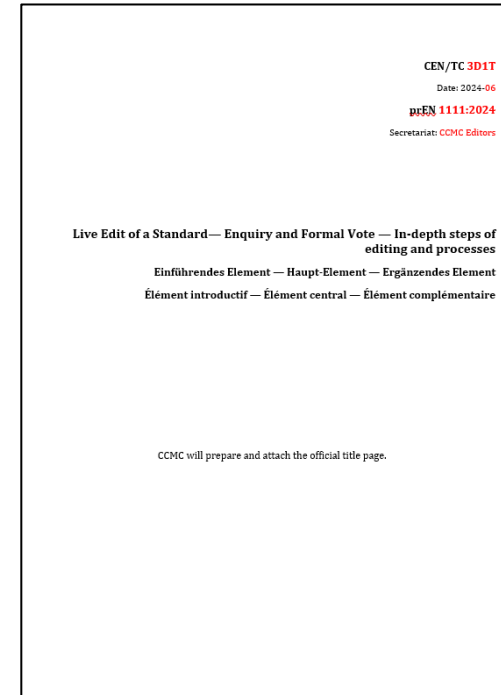 CEN/TC 3D1T
Date: 2024-06
prEN 1111:2024
Secretariat: CCMC Editors
Live Edit of a Standard— Enquiry and Formal Vote — In-depth steps of
editing and processes
Einführendes Element — Haupt-Element — Ergänzendes Element
Élément introductif — Élément central — Élément complémentaire
CCMC will prepare and attach the official title page.